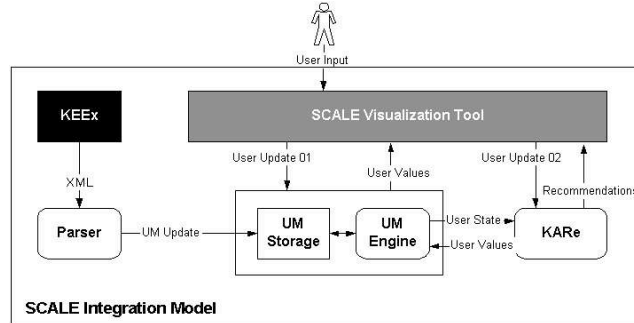 User Input
KEEx
SCALE Visualization Tool
User Update 01
User Values
User Update 02
XML
Recommendations
Parser
UM Update
UM
Storage
UM
Engine
User State
User Values
KARe
SCALE Integration Model